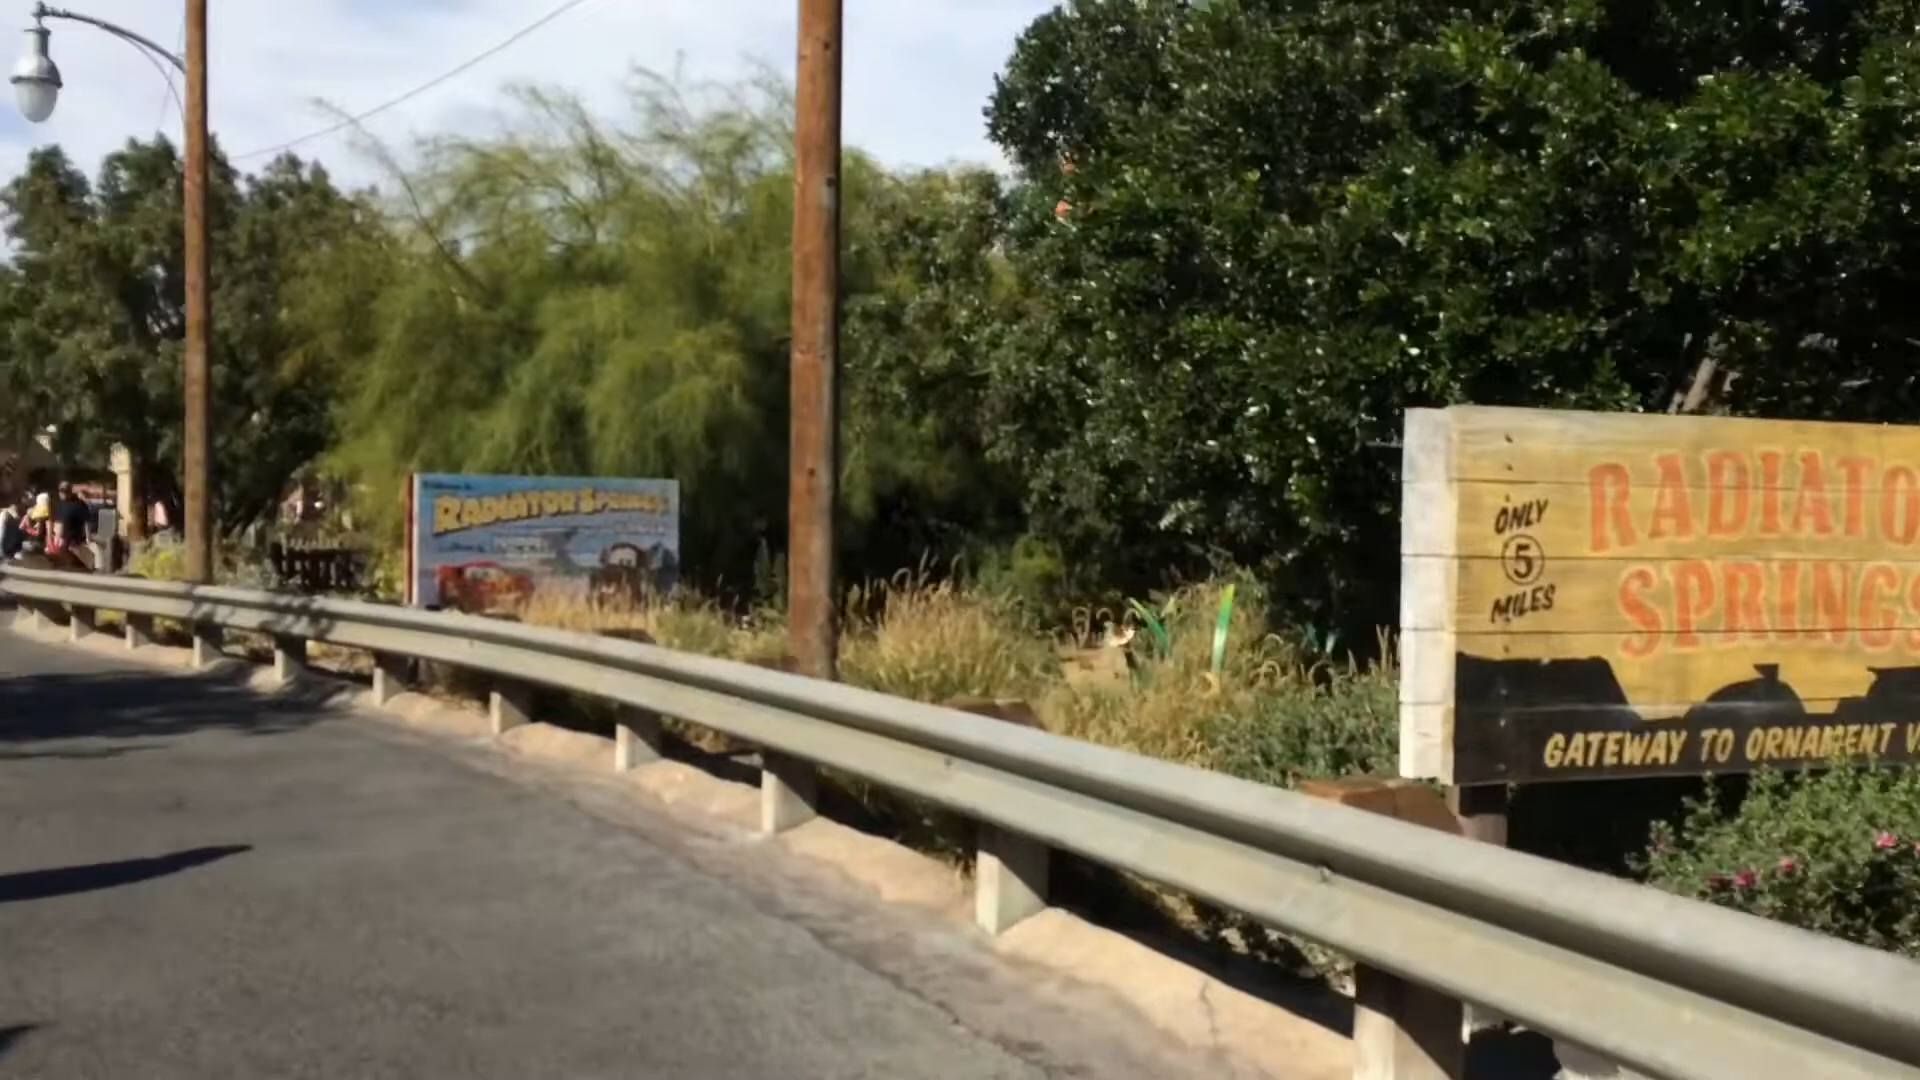 RADIATOR SPRINGS
ONLY
5
MILES
RADIATO
SPRINGS
GATEWAY TO ORNAMENT V